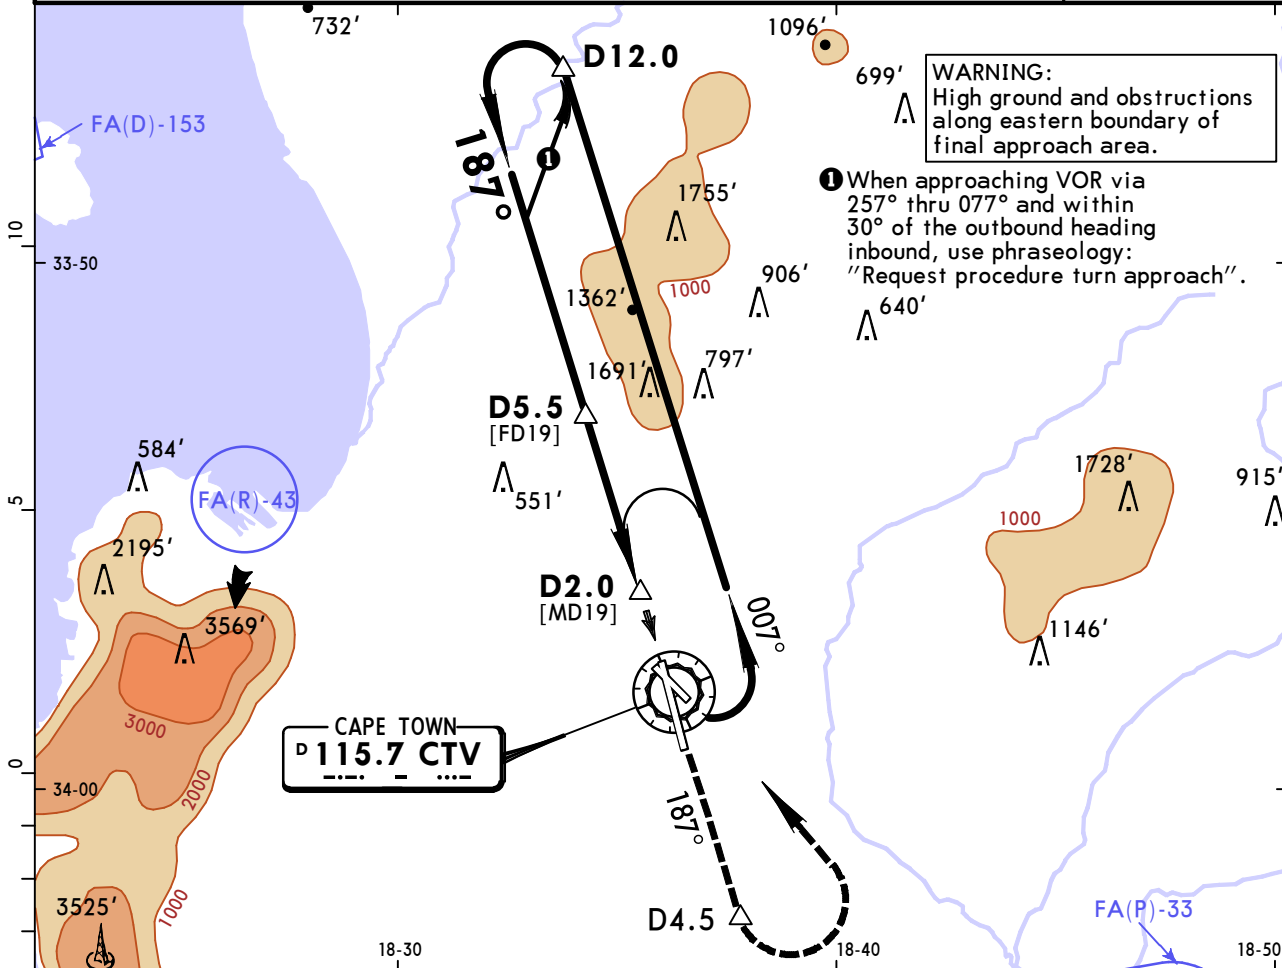 732′
1096′
D12.0
699′
WARNING:
High ground and obstructions
along eastern boundary of
final approach area.
FA(D)-153
187°
1
1 When approaching VOR via
257° thru 077° and within
30° of the outbound heading
inbound, use phraseology:
″Request procedure turn approach″.
1755′
10
33-50
906′
1362′
1000
640′
1691′
797′
D5.5
[FD19]
584′
1728′
915′
FA(R)-43
551′
5
1000
2195′
D2.0
[MD19]
007°
3569′
1146′
3000
CAPE TOWN
D 115.7 CTV
0
34-00
2000
187°
1000
3525′
D4.5
FA(P)-33
18-30
18-40
18-50